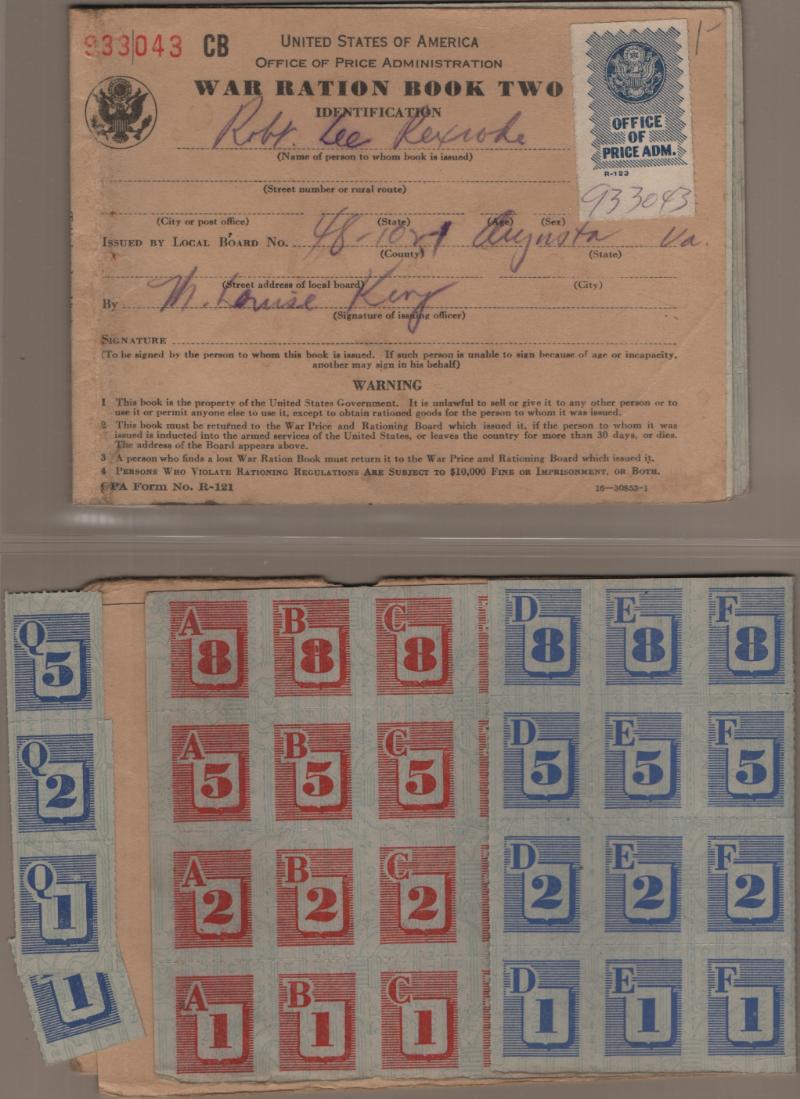 933043 CB
UNITED STATES OF AMERICA
OFFICE OF PRICE ADMINISTRATION
WAR RATION BOOK TWO
IDENTIFICATION
OFFICE
OF
PRICE ADM.
R-123
933043
Robt. Lee Rexrode
(Name of person to whom book is issued)
(Street number or rural route)
(City or post office) (State) (Age) (Sex)
ISSUED BY LOCAL BOARD No. 48-102-1 Augusta Va.
(County) (State)
(Street address of local board) (City)
By M. Louise King
(Signature of issuing officer)
SIGNATURE
(To be signed by the person to whom this book is issued. If such person is unable to sign because of age or incapacity,
another may sign in his behalf)
WARNING
1 This book is the property of the United States Government. It is unlawful to sell or give it to any other person or to
use it or permit anyone else to use it, except to obtain rationed goods for the person to whom it was issued.
2 This book must be returned to the War Price and Rationing Board which issued it, if the person to whom it was
issued is inducted into the armed services of the United States, or leaves the country for more than 30 days, or dies.
The address of the Board appears above.
3 A person who finds a lost War Ration Book must return it to the War Price and Rationing Board which issued it.
4 PERSONS WHO VIOLATE RATIONING REGULATIONS ARE SUBJECT TO $10,000 FINE OR IMPRISONMENT, OR BOTH.
OPA Form No. R-121 16—30853-1
Q 5 A 8 B 8 C 8 D 8 E 8 F 8
Q 2 A 5 B 5 C 5 D 5 E 5 F 5
Q 1 A 2 B 2 C 2 D 2 E 2 F 2
1 A 1 B 1 C 1 D 1 E 1 F 1